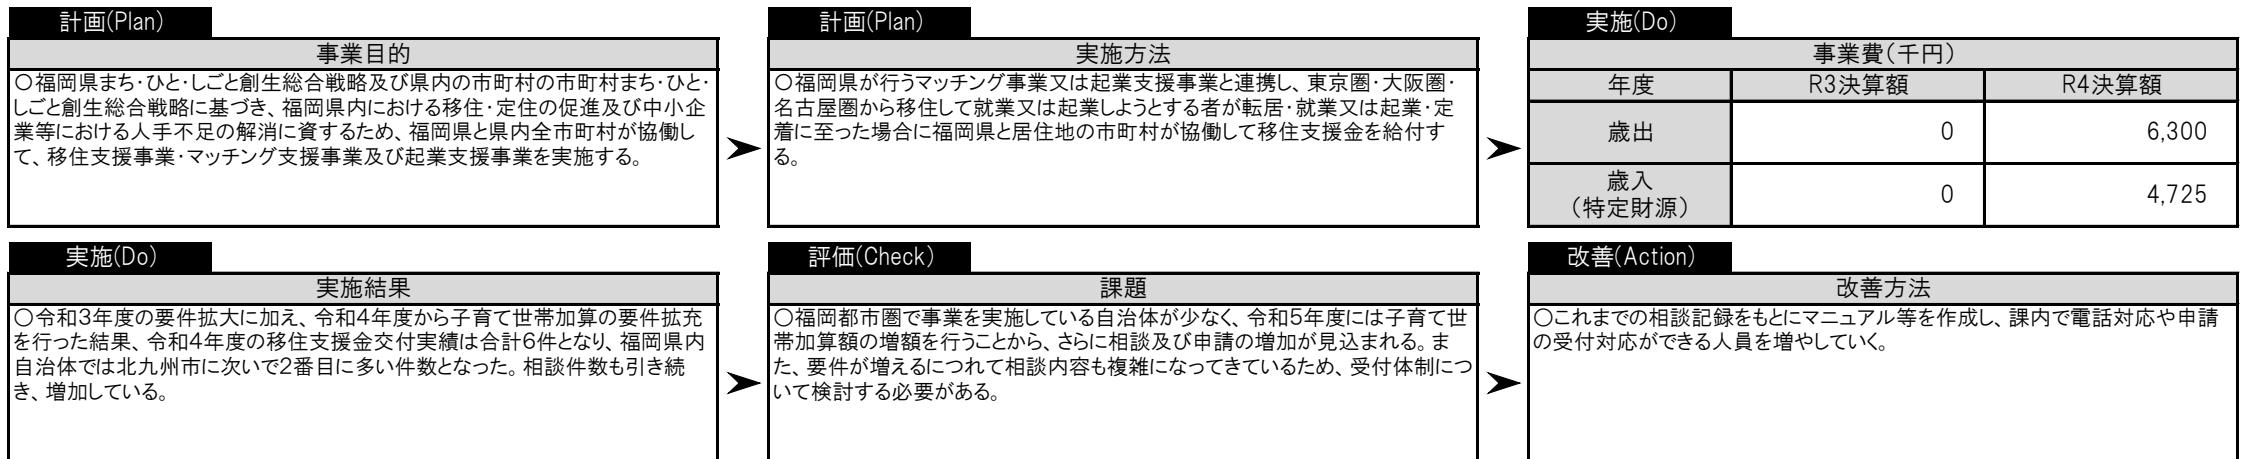 計画(Plan)
事業目的
○福岡県まち・ひと・しごと創生総合戦略及び県内の市町村の市町村まち・ひと・
しごと創生総合戦略に基づき、福岡県内における移住・定住の促進及び中小企
業等における人手不足の解消に資するため、福岡県と県内全市町村が協働し
て、移住支援事業・マッチング支援事業及び起業支援事業を実施する。
計画(Plan)
実施方法
○福岡県が行うマッチング事業又は起業支援事業と連携し、東京圏・大阪圏・
名古屋圏から移住して就業又は起業しようとする者が転居・就業又は起業・定
着に至った場合に福岡県と居住地の市町村が協働して移住支援金を給付す
る。
実施(Do)
事業費(千円)
年度 R3決算額 R4決算額
歳出 0 6,300
歳入
(特定財源) 0 4,725
実施(Do)
実施結果
○令和3年度の要件拡大に加え、令和4年度から子育て世帯加算の要件拡充
を行った結果、令和4年度の移住支援金交付実績は合計6件となり、福岡県内
自治体では北九州市に次いで2番目に多い件数となった。相談件数も引き続
き、増加している。
評価(Check)
課題
○福岡都市圏で事業を実施している自治体が少なく、令和5年度には子育て世
帯加算額の増額を行うことから、さらに相談及び申請の増加が見込まれる。ま
た、要件が増えるにつれて相談内容も複雑になってきているため、受付体制につ
いて検討する必要がある。
改善(Action)
改善方法
○これまでの相談記録をもとにマニュアル等を作成し、課内で電話対応や申請
の受付対応ができる人員を増やしていく。